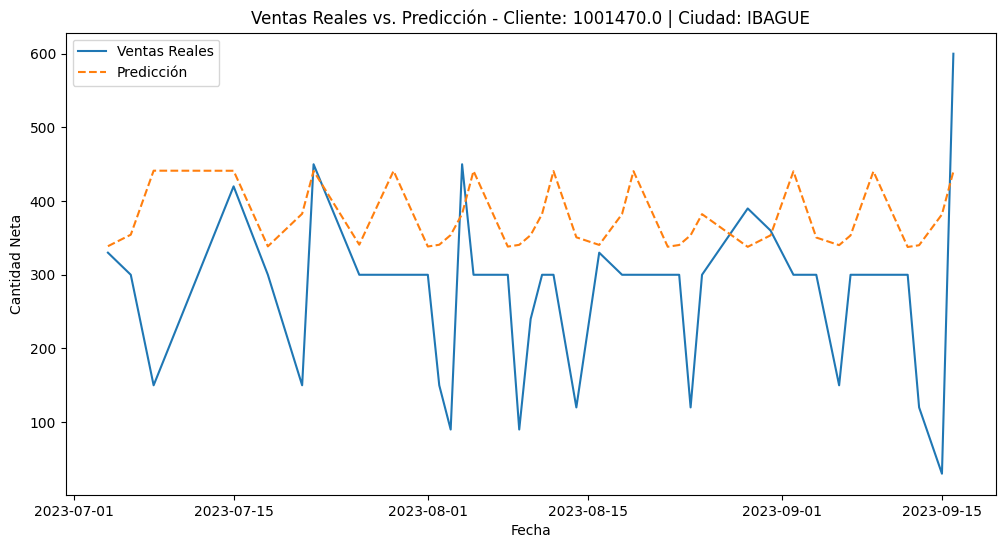 Ventas Reales vs. Predicción - Cliente: 1001470.0 | Ciudad: IBAGUE
Ventas Reales
Predicción
600
500
400
300
200
100
Cantidad Neta
2023-07-01 2023-07-15 2023-08-01 2023-08-15 2023-09-01 2023-09-15
Fecha